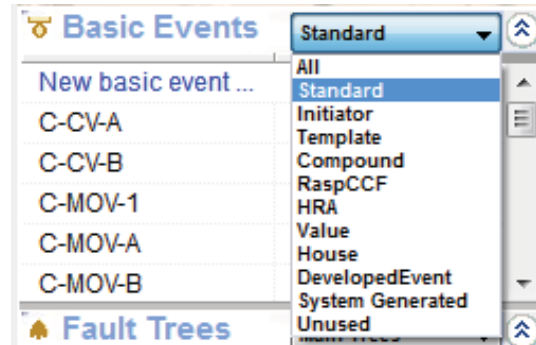 Basic Events
Standard
New basic event ...
C-CV-A
C-CV-B
C-MOV-1
C-MOV-A
C-MOV-B
All
Standard
Initiator
Template
Compound
RaspCCF
HRA
Value
House
DevelopedEvent
System Generated
Unused
Fault Trees